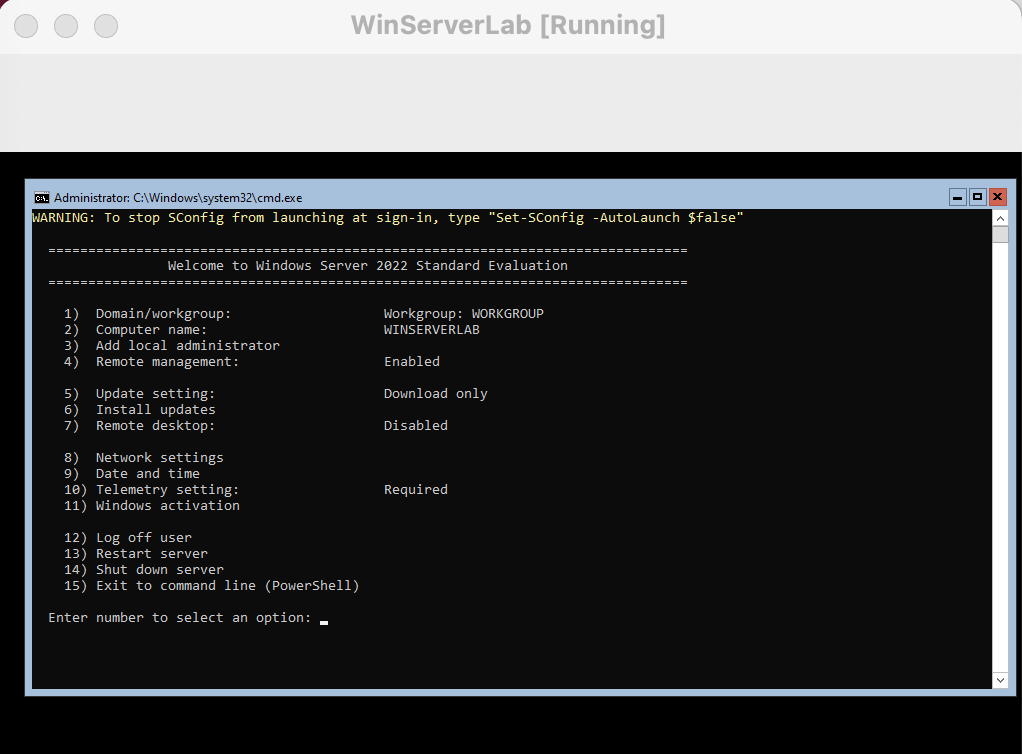 WinServerLab [Running]
Administrator: C:\Windows\system32\cmd.exe
WARNING: To stop SConfig from launching at sign-in, type "Set-SConfig -AutoLaunch $false"
================================================================================
Welcome to Windows Server 2022 Standard Evaluation
================================================================================
1) Domain/workgroup: Workgroup: WORKGROUP
2) Computer name: WINSERVERLAB
3) Add local administrator
4) Remote management: Enabled
5) Update setting: Download only
6) Install updates
7) Remote desktop: Disabled
8) Network settings
9) Date and time
10) Telemetry setting: Required
11) Windows activation
12) Log off user
13) Restart server
14) Shut down server
15) Exit to command line (PowerShell)
Enter number to select an option: